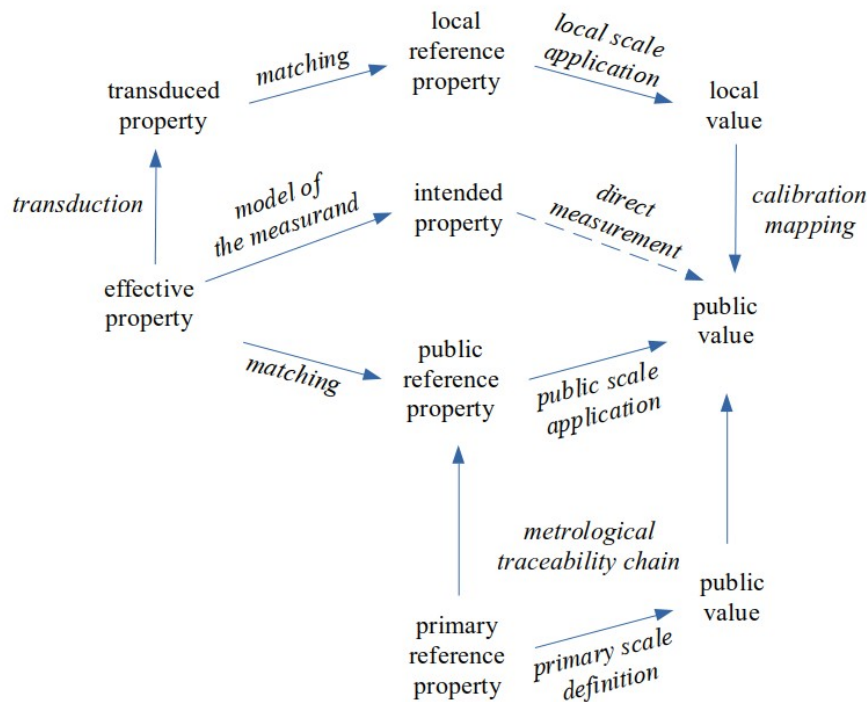 local
reference
property
local scale
application
matching
transduced
property
local
value
transduction
model of
the measurand
intended
property
direct
measurement
calibration
mapping
effective
property
public
value
matching
public
reference
property
public scale
application
metrological
traceability chain
public
value
primary
reference
property
primary scale
definition